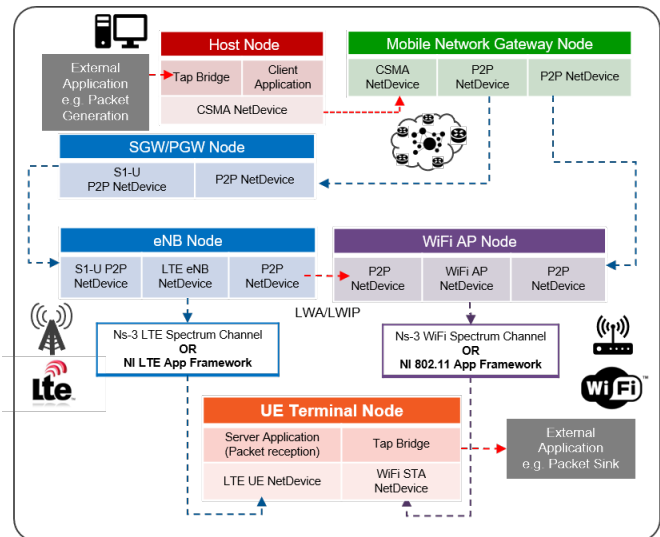 Host Node
Mobile Network Gateway Node
External
Application
e.g. Packet
Generation
Tap Bridge
Client
Application
CSMA NetDevice
CSMA
NetDevice
P2P
NetDevice
P2P NetDevice
SGW/PGW Node
S1-U
P2P NetDevice
P2P NetDevice
eNB Node
S1-U P2P
NetDevice
LTE eNB
NetDevice
P2P
NetDevice
LWA/LWIP
WiFi AP Node
P2P
NetDevice
WiFi AP
NetDevice
P2P
NetDevice
Ns-3 LTE Spectrum Channel
OR
NI LTE App Framework
Ns-3 WiFi Spectrum Channel
OR
NI 802.11 App Framework
Lte
WiFi™
UE Terminal Node
Server Application
(Packet reception)
Tap Bridge
LTE UE NetDevice
WiFi STA
NetDevice
External
Application
e.g. Packet Sink